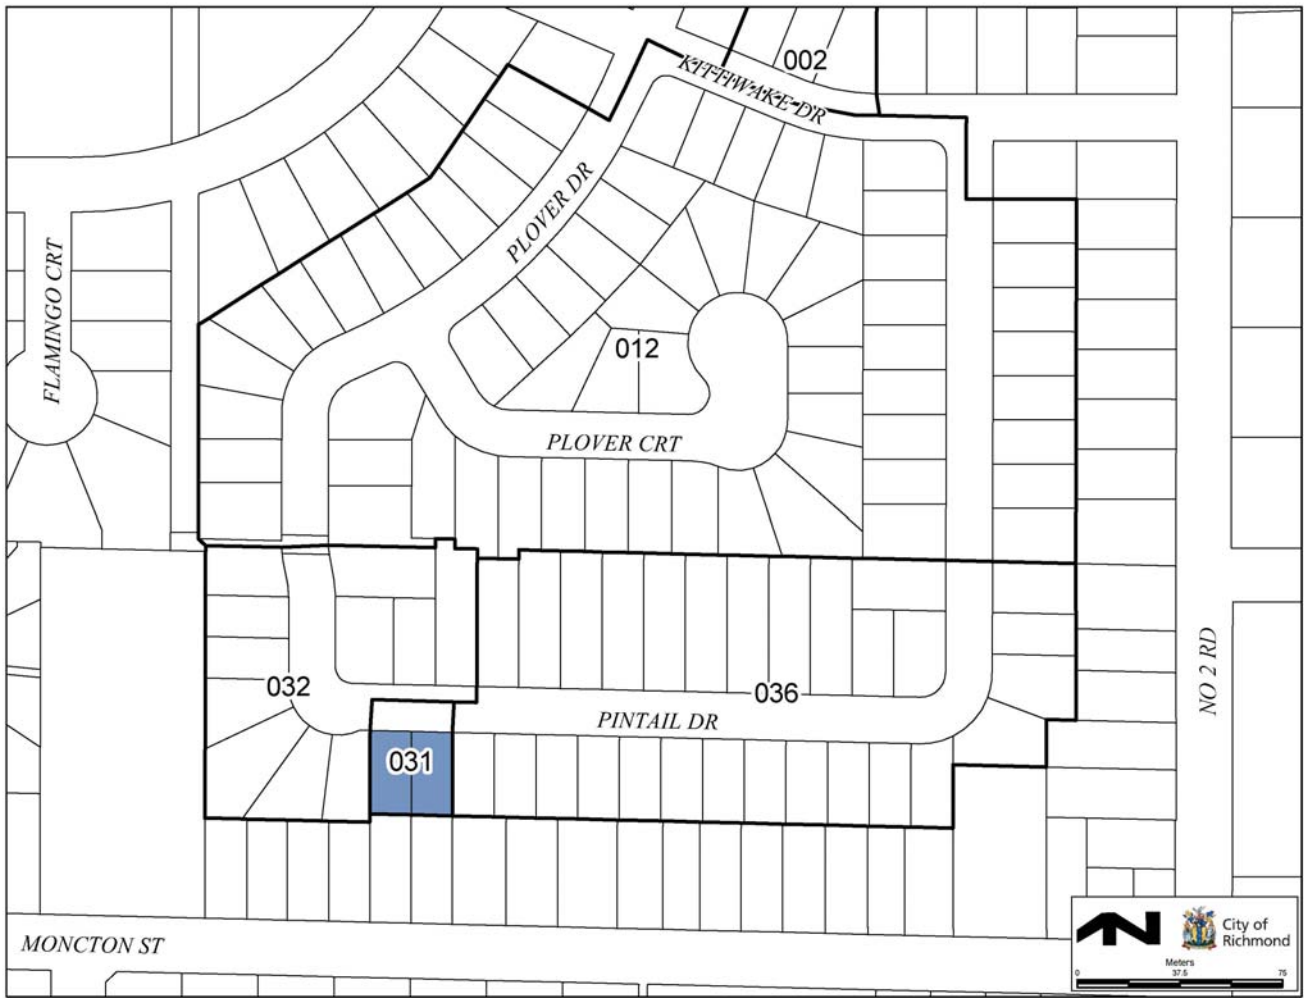 002
KITTIWAKE DR
PLOVER DR
FLAMINGO CRT
012
PLOVER CRT
NO 2 RD
032
036
PINTAIL DR
031
MONCTON ST
N
City of
Richmond
Meters
0 37.5 75